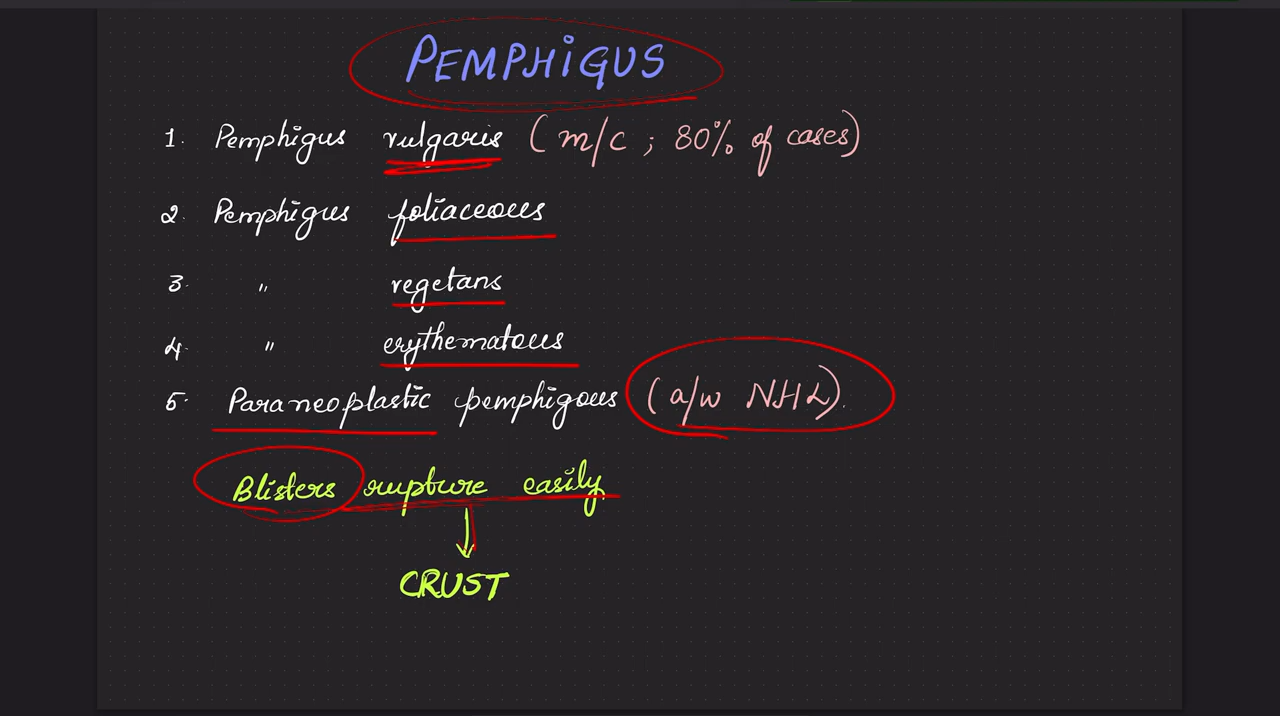 PEMPHIGUS
1. Pemphigus vulgaris (m/c ; 80% of cases)
2. Pemphigus foliaceous
3. " vegetans
4. " erythematous
5. Paraneoplastic pemphigous (a/w NHL).
Blisters rupture easily
↓
CRUST